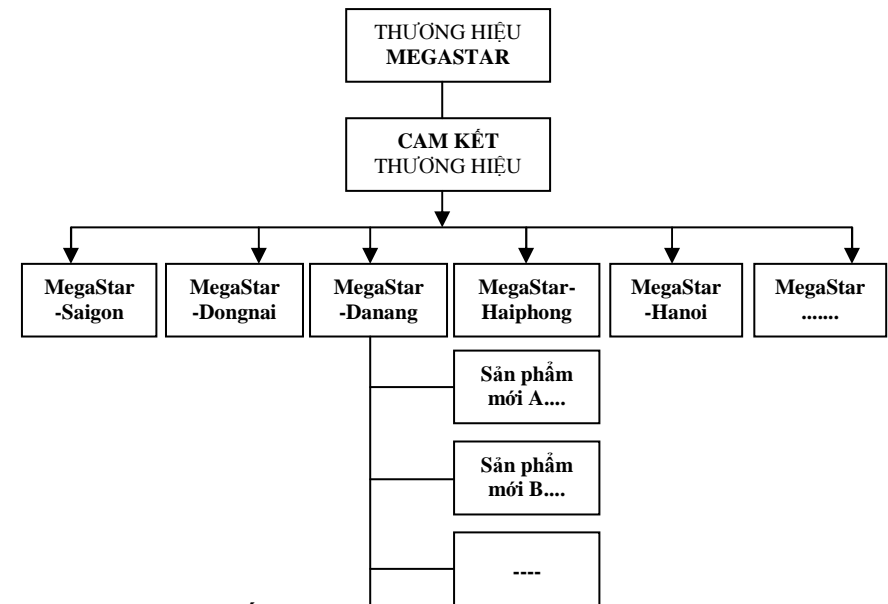 THƯƠNG HIỆU
MEGASTAR
CAM KẾT
THƯƠNG HIỆU
MegaStar
-Saigon
MegaStar
-Dongnai
MegaStar
-Danang
MegaStar-
Haiphong
MegaStar
-Hanoi
MegaStar
.......
Sản phẩm
mới A....
Sản phẩm
mới B....
----